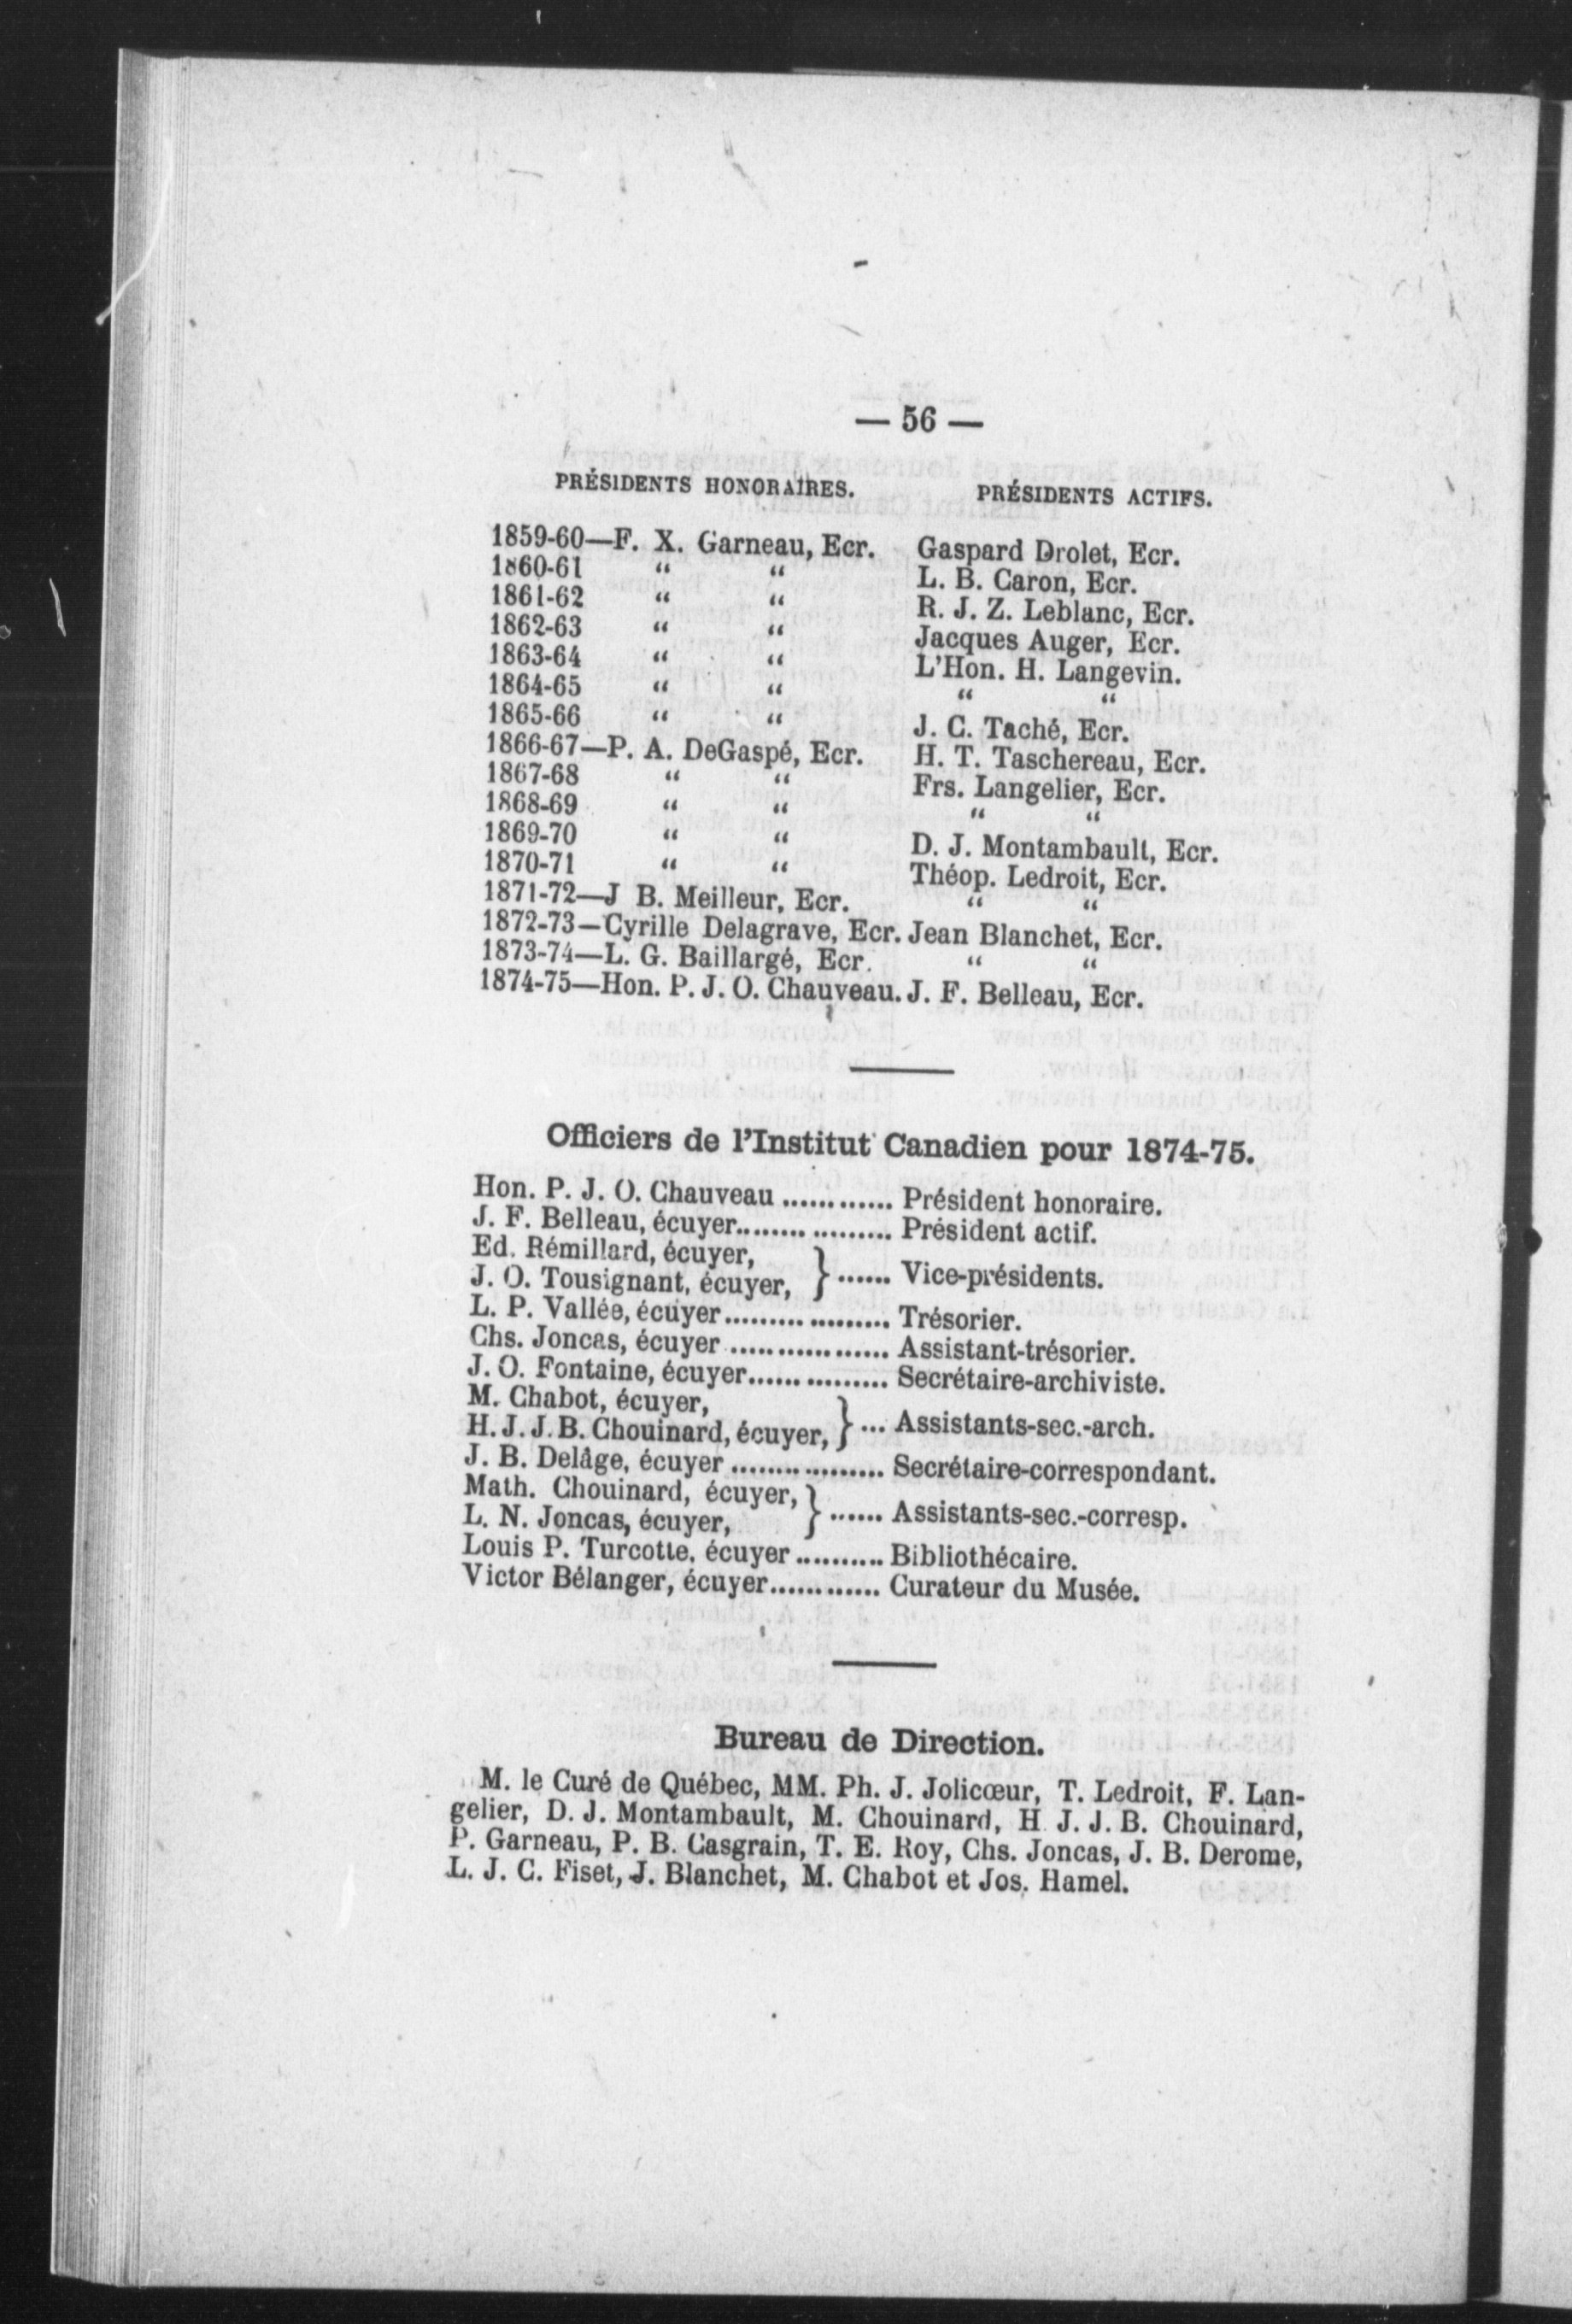 — 56 —
PRÉSIDENTS HONORAIRES. PRÉSIDENTS ACTIFS.
1859-60—F. X. Garneau, Ecr. Gaspard Drolet, Ecr.
1860-61 " " L. B. Caron, Ecr.
1861-62 " " R. J. Z. Leblanc, Ecr.
1862-63 " " Jacques Auger, Ecr.
1863-64 " " L'Hon. H. Langevin.
1864-65 " " " "
1865-66 " " J. C. Taché, Ecr.
1866-67—P. A. DeGaspé, Ecr. H. T. Taschereau, Ecr.
1867-68 " " Frs. Langelier, Ecr.
1868-69 " " " "
1869-70 " " D. J. Montambault, Ecr.
1870-71 " " Théop. Ledroit, Ecr.
1871-72—J B. Meilleur, Ecr. " "
1872-73—Cyrille Delagrave, Ecr. Jean Blanchet, Ecr.
1873-74—L. G. Baillargé, Ecr. " "
1874-75—Hon. P. J. O. Chauveau. J. F. Belleau, Ecr.
Officiers de l'Institut Canadien pour 1874-75.
Hon. P. J. O. Chauveau ............ Président honoraire.
J. F. Belleau, écuyer.................. Président actif.
Ed. Rémillard, écuyer,
J. O. Tousignant, écuyer, } ...... Vice-présidents.
L. P. Vallée, écuyer................... Trésorier.
Chs. Joncas, écuyer .................. Assistant-trésorier.
J. O. Fontaine, écuyer................ Secrétaire-archiviste.
M. Chabot, écuyer,
H. J. J. B. Chouinard, écuyer, } ... Assistants-sec.-arch.
J. B. Delâge, écuyer ................. Secrétaire-correspondant.
Math. Chouinard, écuyer,
L. N. Joncas, écuyer, } ...... Assistants-sec.-corresp.
Louis P. Turcotte, écuyer .......... Bibliothécaire.
Victor Bélanger, écuyer............ Curateur du Musée.
Bureau de Direction.
M. le Curé de Québec, MM. Ph. J. Jolicœur, T. Ledroit, F. Lan-
gelier, D. J. Montambault, M. Chouinard, H J. J. B. Chouinard,
P. Garneau, P. B. Casgrain, T. E. Roy, Chs. Joncas, J. B. Derome,
L. J. C. Fiset, J. Blanchet, M. Chabot et Jos. Hamel.